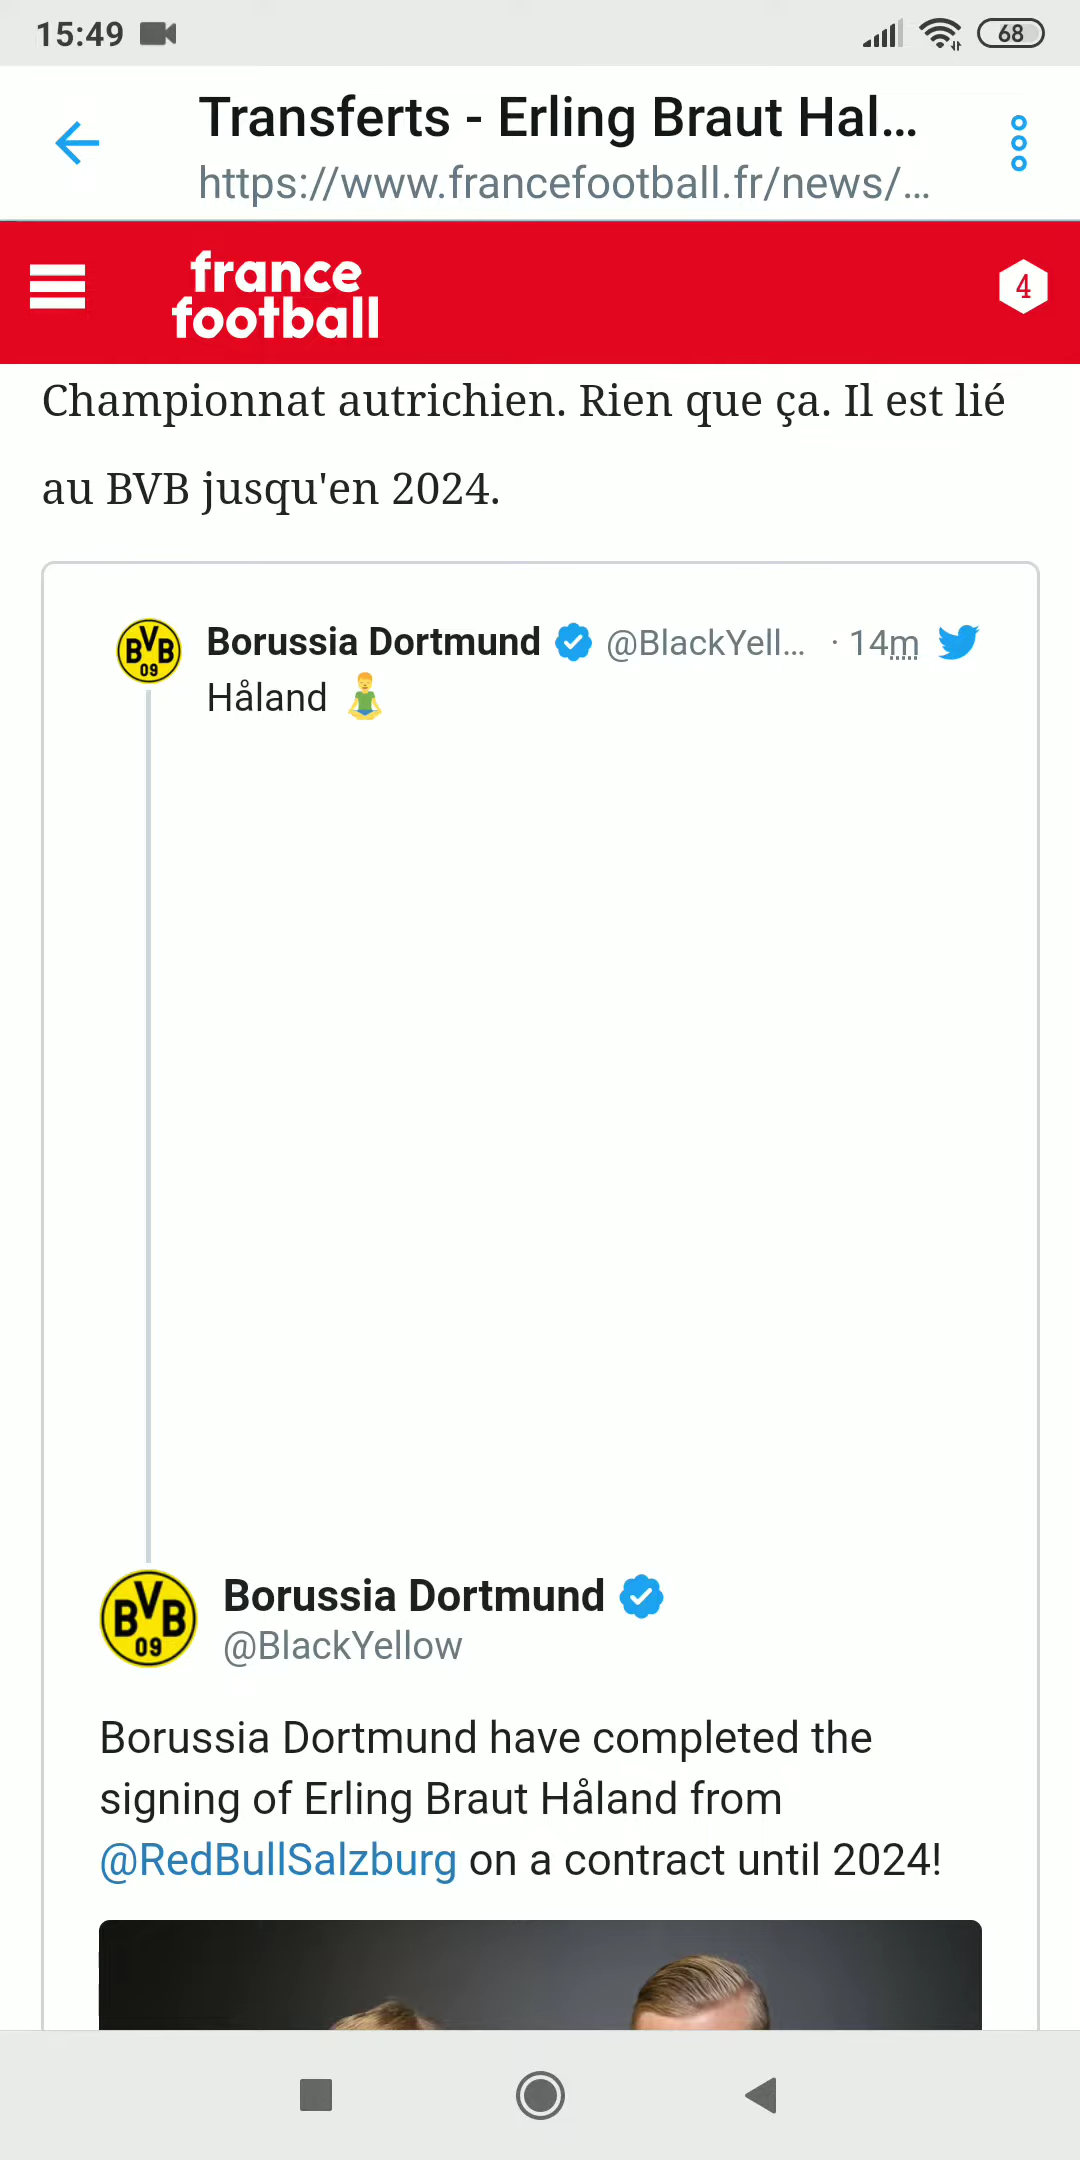 15:49
68
Transferts - Erling Braut Hal...
https://www.francefootball.fr/news/...
france
football
4
Championnat autrichien. Rien que ça. Il est lié
au BVB jusqu'en 2024.
BVB
09
Borussia Dortmund @BlackYell... · 14m
Håland
BVB
09
Borussia Dortmund
@BlackYellow
Borussia Dortmund have completed the
signing of Erling Braut Håland from
@RedBullSalzburg on a contract until 2024!